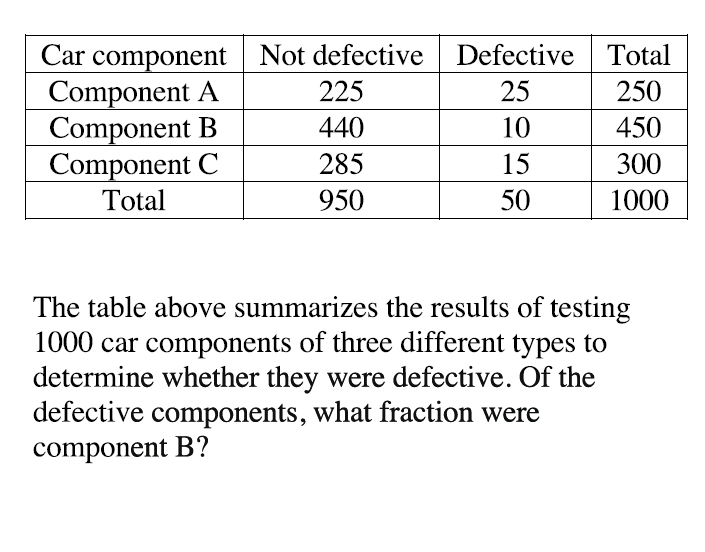 Car component Not defective Defective Total
Component A 225 25 250
Component B 440 10 450
Component C 285 15 300
Total 950 50 1000
The table above summarizes the results of testing
1000 car components of three different types to
determine whether they were defective. Of the
defective components, what fraction were
component B?